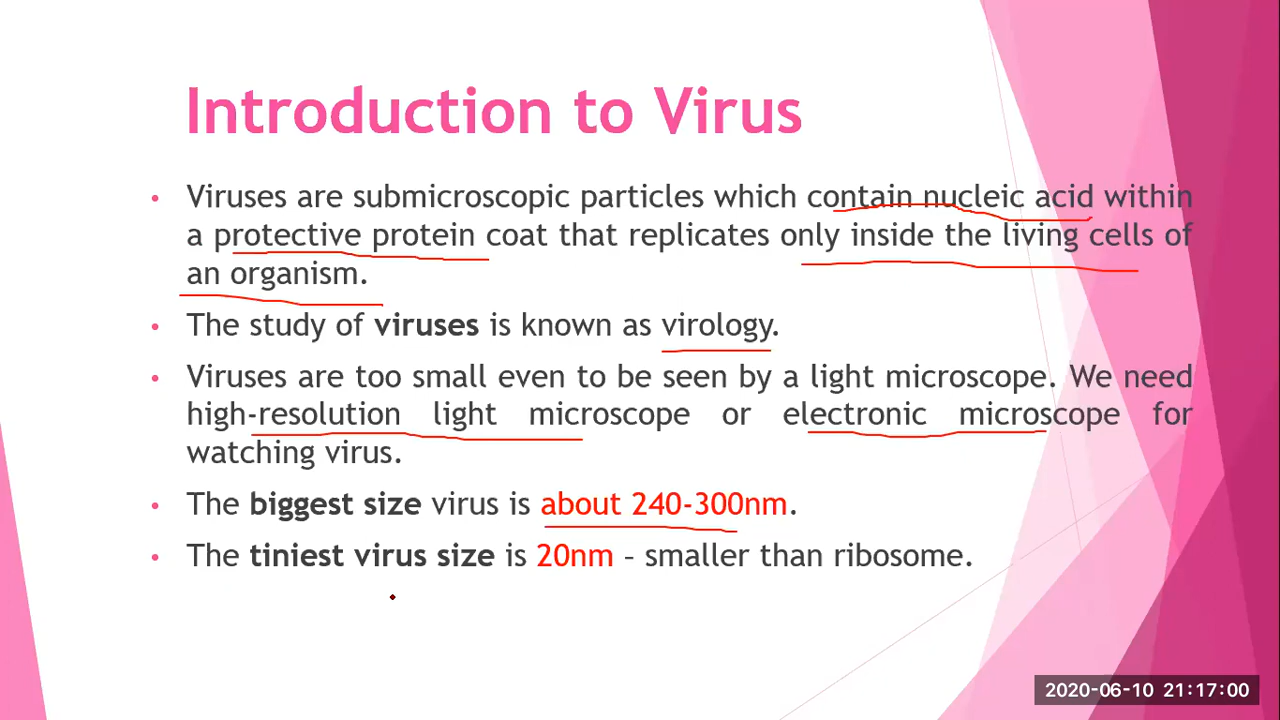 Introduction to Virus
• Viruses are submicroscopic particles which contain nucleic acid within
a protective protein coat that replicates only inside the living cells of
an organism.
• The study of viruses is known as virology.
• Viruses are too small even to be seen by a light microscope. We need
high-resolution light microscope or electronic microscope for
watching virus.
• The biggest size virus is about 240-300nm.
• The tiniest virus size is 20nm – smaller than ribosome.
2020-06-10 21:17:00